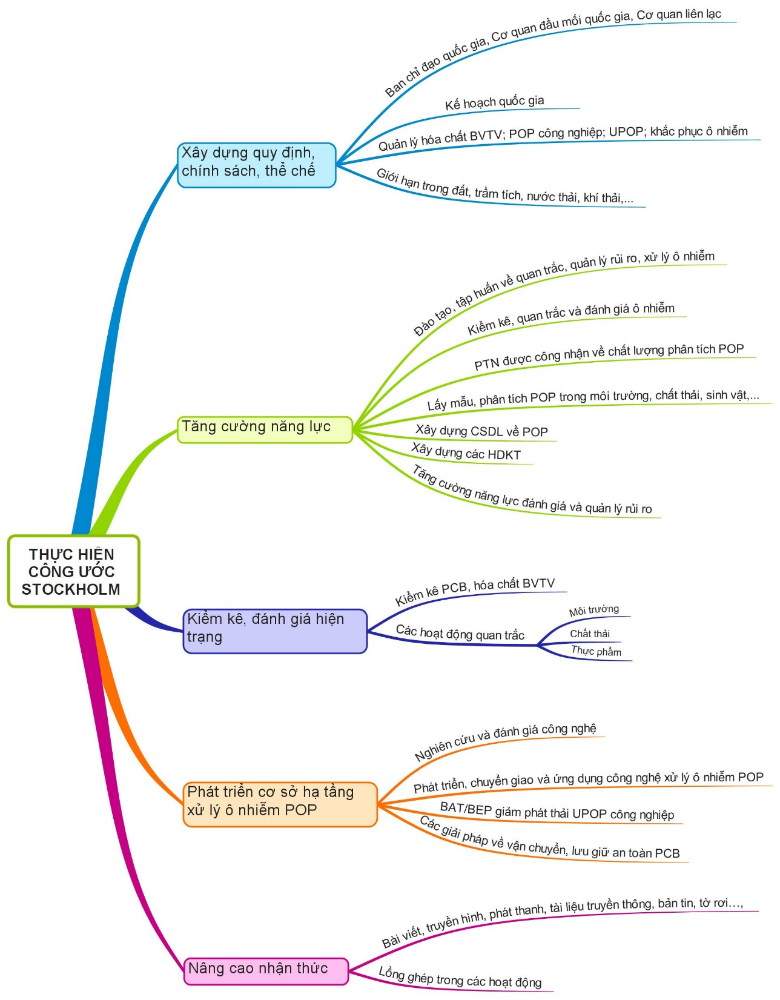 Ban chỉ đạo quốc gia, Cơ quan đầu mối quốc gia, Cơ quan liên lạc
Kế hoạch quốc gia
Quản lý hóa chất BVTV; POP công nghiệp; UPOP; khắc phục ô nhiễm
Xây dựng quy định,
chính sách, thể chế
Giới hạn trong đất, trầm tích, nước thải, khí thải,...
Đào tạo, tập huấn về quan trắc, quản lý rủi ro, xử lý ô nhiễm
Kiểm kê, quan trắc và đánh giá ô nhiễm
PTN được công nhận về chất lượng phân tích POP
Lấy mẫu, phân tích POP trong môi trường, chất thải, sinh vật,...
Tăng cường năng lực
Xây dựng CSDL về POP
Xây dựng các HDKT
Tăng cường năng lực đánh giá và quản lý rủi ro
THỰC HIỆN
CÔNG ƯỚC
STOCKHOLM
Kiểm kê PCB, hóa chất BVTV
Kiểm kê, đánh giá hiện
trạng
Các hoạt động quan trắc
Môi trường
Chất thải
Thực phẩm
Nghiên cứu và đánh giá công nghệ
Phát triển, chuyển giao và ứng dụng công nghệ xử lý ô nhiễm POP
Phát triển cơ sở hạ tầng
xử lý ô nhiễm POP
BAT/BEP giảm phát thải UPOP công nghiệp
Các giải pháp về vận chuyển, lưu giữ an toàn PCB
Bài viết, truyền hình, phát thanh, tài liệu truyền thông, bản tin, tờ rơi...,
Nâng cao nhận thức
Lồng ghép trong các hoạt động